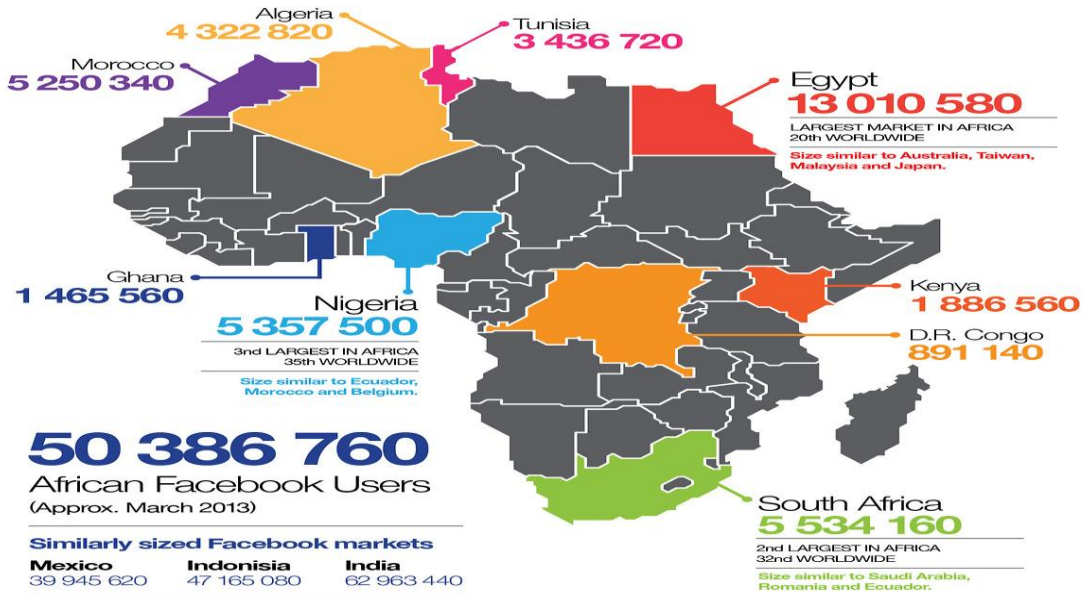 Algeria
4 322 820
Tunisia
3 436 720
Morocco
5 250 340
Egypt
13 010 580
LARGEST MARKET IN AFRICA
20th WORLDWIDE
Size similar to Australia, Taiwan,
Malaysia and Japan.
Ghana
1 465 560
Nigeria
5 357 500
3nd LARGEST IN AFRICA
35th WORLDWIDE
Size similar to Ecuador,
Morocco and Belgium.
Kenya
1 886 560
D.R. Congo
891 140
50 386 760
African Facebook Users
(Approx. March 2013)
Similarly sized Facebook markets
Mexico Indonisia India
39 945 620 47 165 080 62 963 440
South Africa
5 534 160
2nd LARGEST IN AFRICA
32nd WORLDWIDE
Size similar to Saudi Arabia,
Romania and Ecuador.